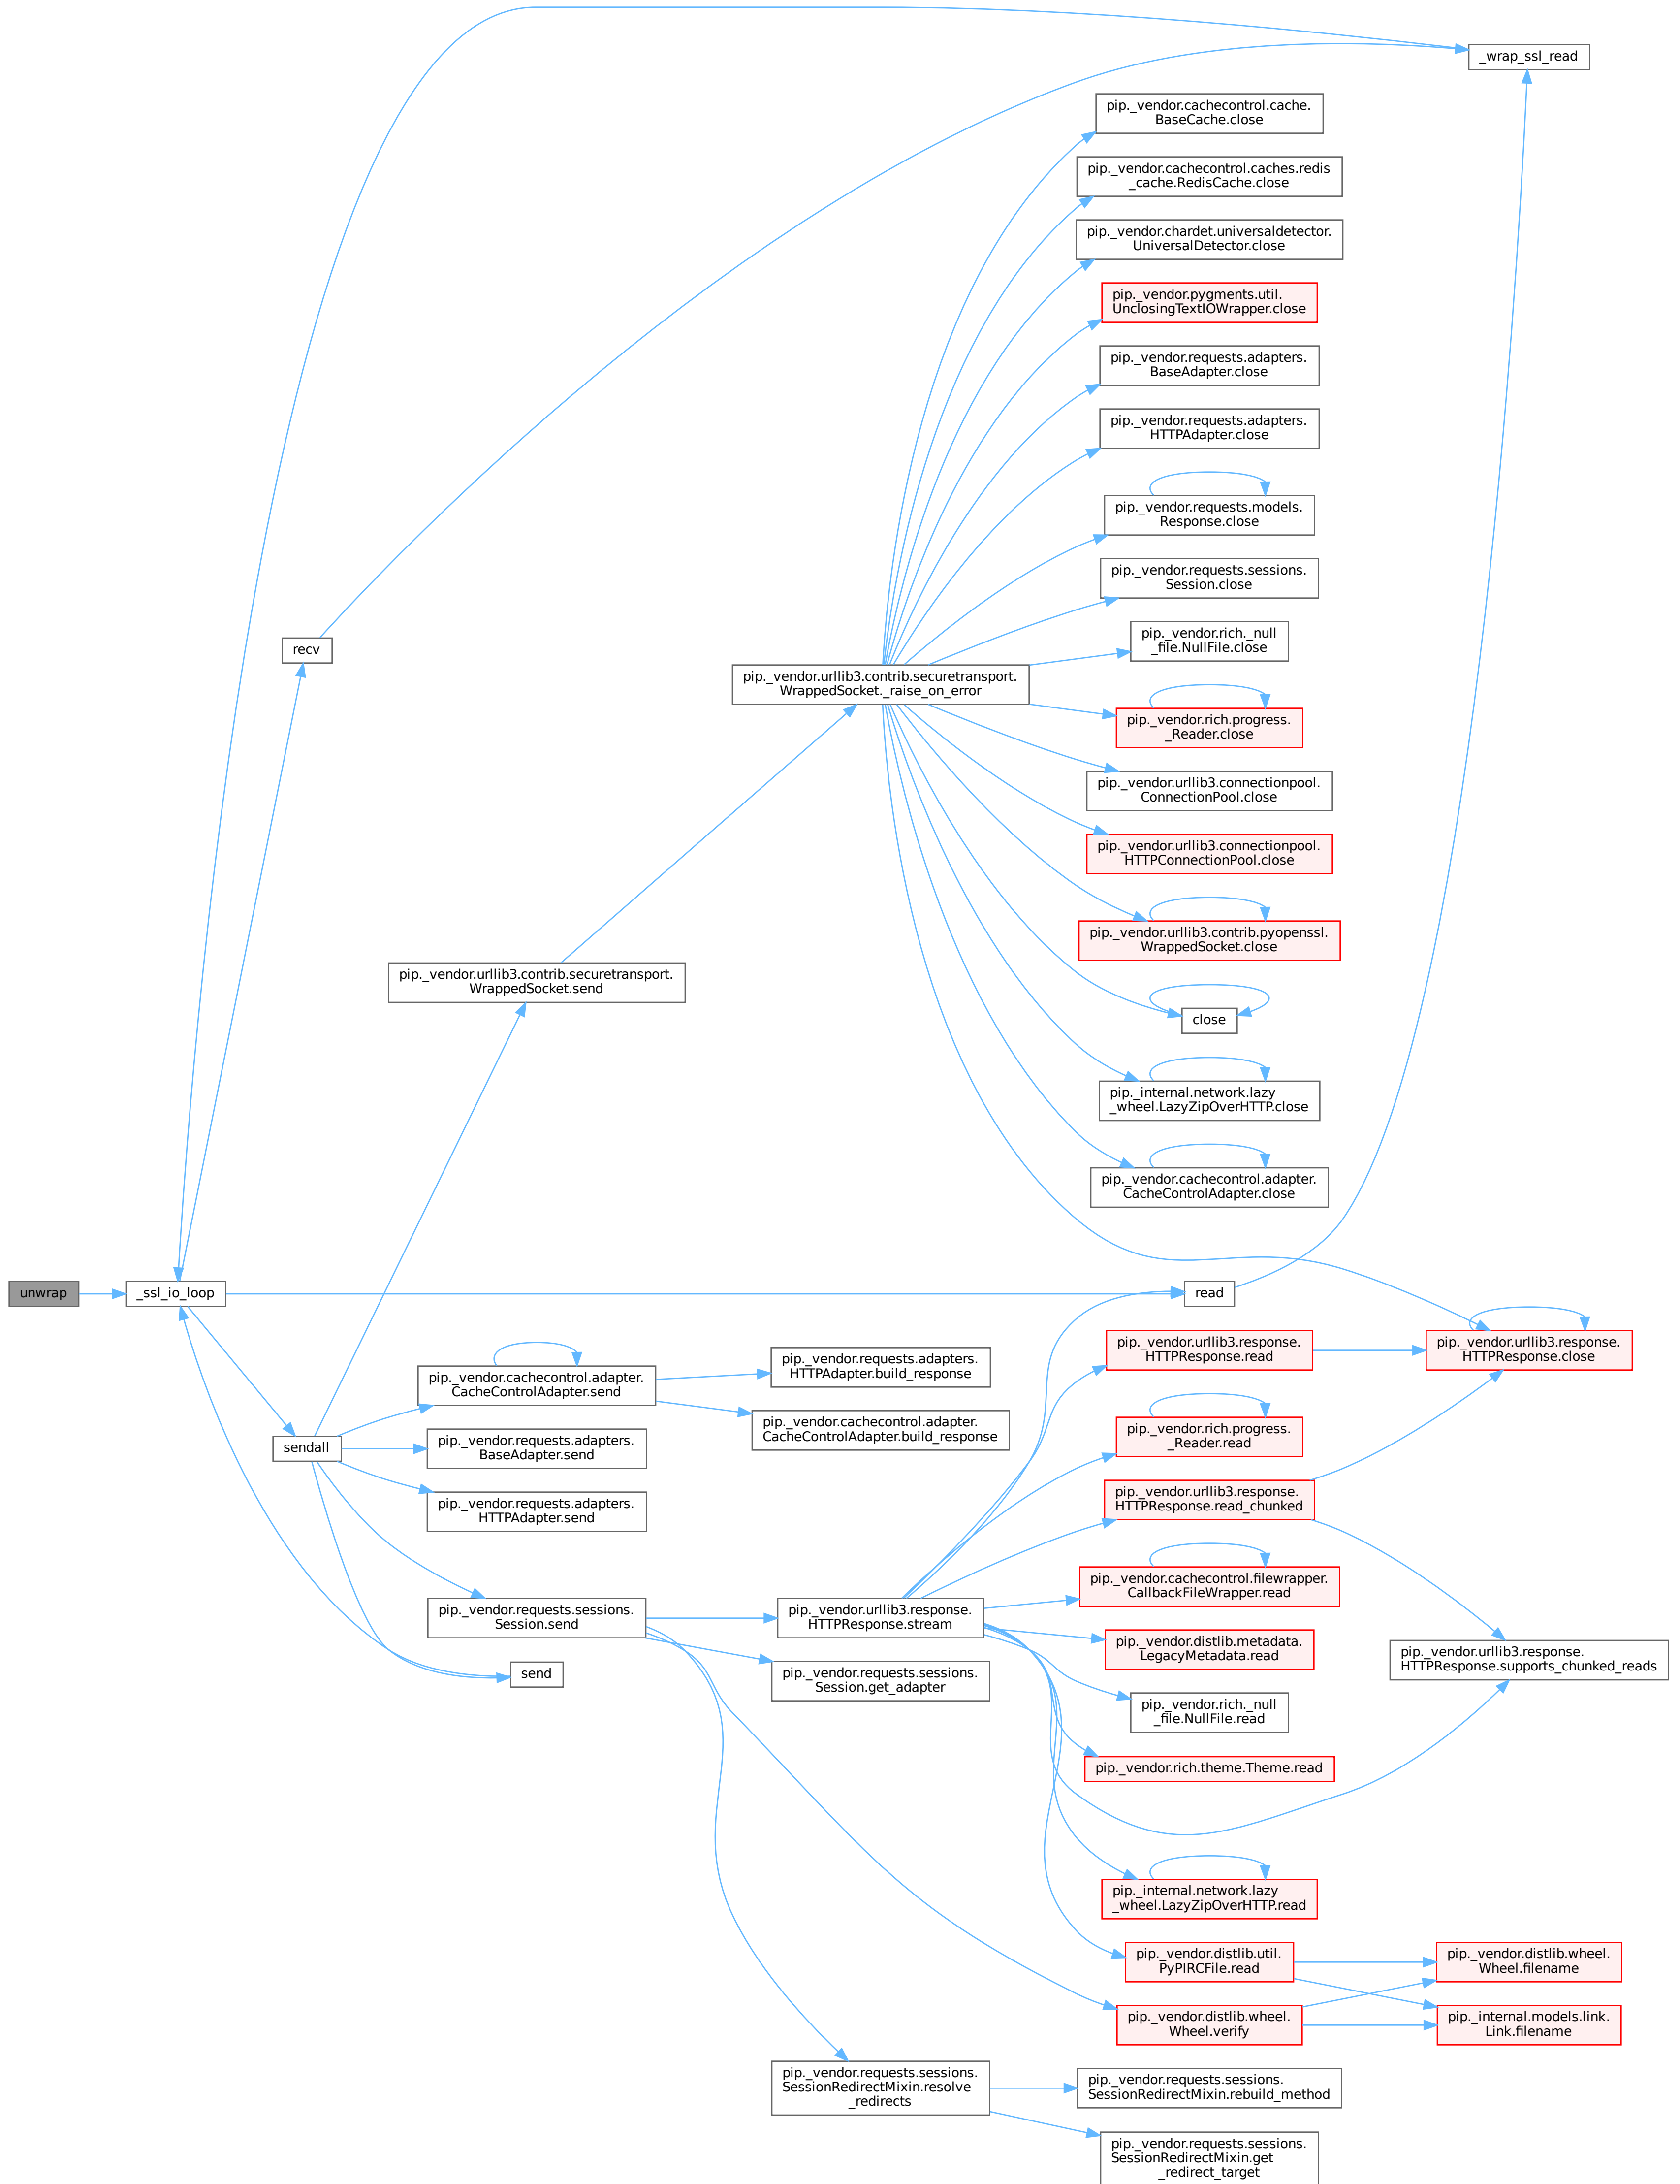 _wrap_ssl_read
pip._vendor.cachecontrol.cache.
BaseCache.close
pip._vendor.cachecontrol.caches.redis
_cache.RedisCache.close
pip._vendor.chardet.universaldetector.
UniversalDetector.close
pip._vendor.pygments.util.
UnclosingTextIOWrapper.close
pip._vendor.requests.adapters.
BaseAdapter.close
pip._vendor.requests.adapters.
HTTPAdapter.close
pip._vendor.requests.models.
Response.close
pip._vendor.requests.sessions.
Session.close
pip._vendor.rich._null
_file.NullFile.close
recv
pip._vendor.urllib3.contrib.securetransport.
WrappedSocket._raise_on_error
pip._vendor.rich.progress.
_Reader.close
pip._vendor.urllib3.connectionpool.
ConnectionPool.close
pip._vendor.urllib3.connectionpool.
HTTPConnectionPool.close
pip._vendor.urllib3.contrib.pyopenssl.
WrappedSocket.close
pip._vendor.urllib3.contrib.securetransport.
WrappedSocket.send
close
pip._internal.network.lazy
_wheel.LazyZipOverHTTP.close
pip._vendor.cachecontrol.adapter.
CacheControlAdapter.close
unwrap
_ssl_io_loop
read
pip._vendor.urllib3.response.
HTTPResponse.read
pip._vendor.urllib3.response.
HTTPResponse.close
pip._vendor.cachecontrol.adapter.
CacheControlAdapter.send
pip._vendor.requests.adapters.
HTTPAdapter.build_response
pip._vendor.cachecontrol.adapter.
CacheControlAdapter.build_response
pip._vendor.rich.progress.
_Reader.read
sendall
pip._vendor.requests.adapters.
BaseAdapter.send
pip._vendor.requests.adapters.
HTTPAdapter.send
pip._vendor.urllib3.response.
HTTPResponse.read_chunked
pip._vendor.cachecontrol.filewrapper.
CallbackFileWrapper.read
pip._vendor.requests.sessions.
Session.send
pip._vendor.urllib3.response.
HTTPResponse.stream
pip._vendor.distlib.metadata.
LegacyMetadata.read
pip._vendor.urllib3.response.
HTTPResponse.supports_chunked_reads
send
pip._vendor.requests.sessions.
Session.get_adapter
pip._vendor.rich._null
_file.NullFile.read
pip._vendor.rich.theme.Theme.read
pip._internal.network.lazy
_wheel.LazyZipOverHTTP.read
pip._vendor.distlib.util.
PyPIRCFile.read
pip._vendor.distlib.wheel.
Wheel.filename
pip._vendor.distlib.wheel.
Wheel.verify
pip._internal.models.link.
Link.filename
pip._vendor.requests.sessions.
SessionRedirectMixin.resolve
_redirects
pip._vendor.requests.sessions.
SessionRedirectMixin.rebuild_method
pip._vendor.requests.sessions.
SessionRedirectMixin.get
_redirect_target